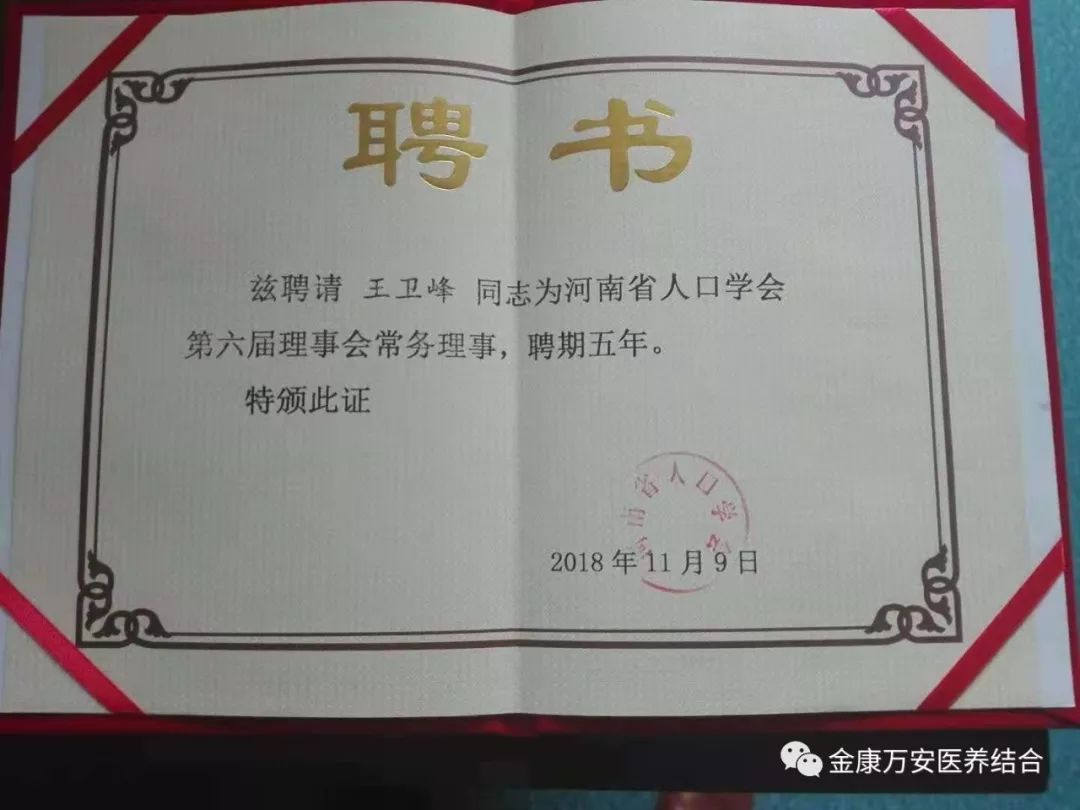 聘书
兹聘请 王卫峰 同志为河南省人口学会
第六届理事会常务理事，聘期五年。
特颁此证
河南省人口学会
2018年11月9日
金康万安医养结合